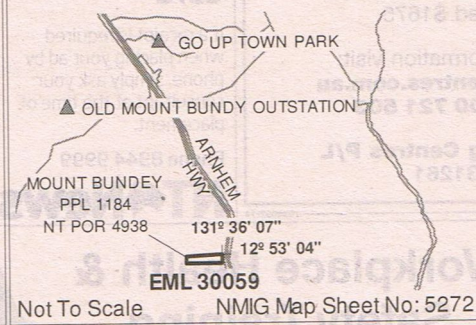 GO UP TOWN PARK
OLD MOUNT BUNDY OUTSTATION
ARNHEM
HWY
MOUNT BUNDEY
PPL 1184
NT POR 4938
131º 36' 07"
12º 53' 04"
EML 30059
Not To Scale
NMIG Map Sheet No: 5272